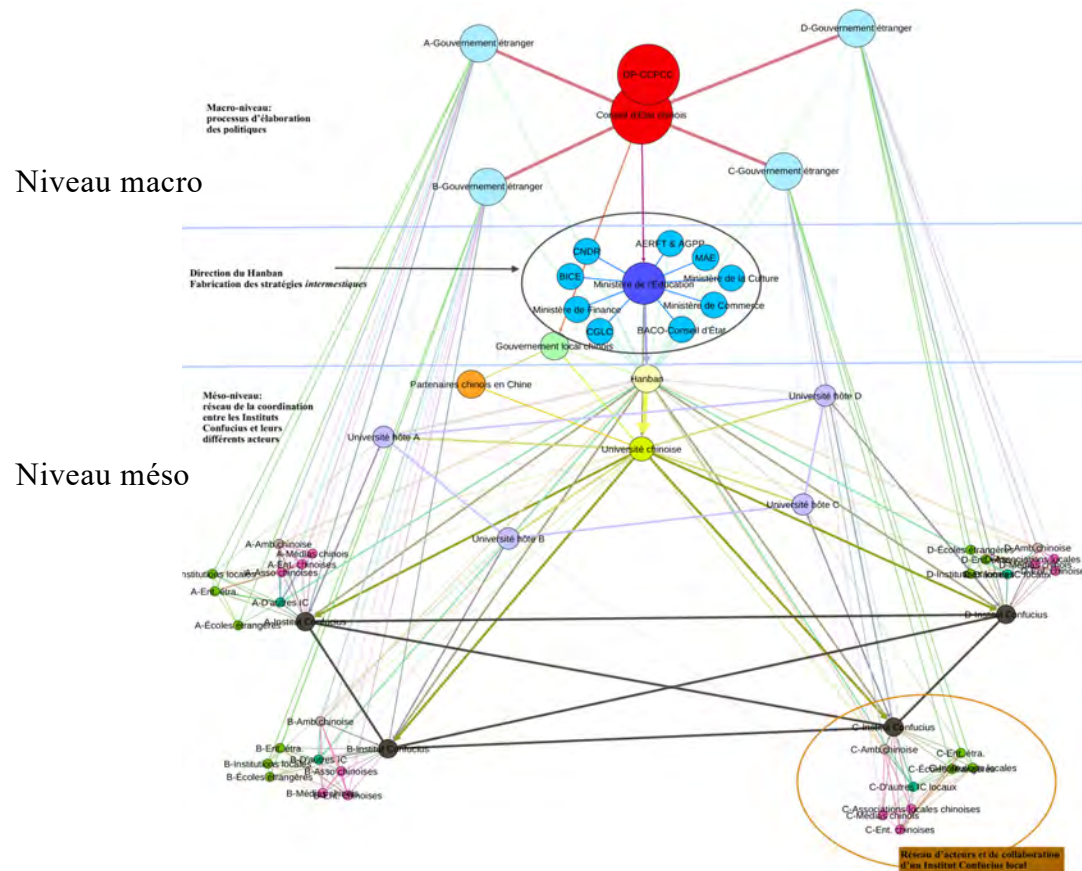 A-Gouvernement étranger
D-Gouvernement étranger
DP-CCPCC
Conseil d'Etat chinois
Macro-niveau:
processus d'élaboration
des politiques
Niveau macro
B-Gouvernement étranger
C-Gouvernement étranger
AERFT & AGPP
CNDR
MAE
Direction du Hanban
Fabrication des stratégies intermestiques
BICE
Ministère de la Culture
Ministère de l'Éducation
Ministère de Finance
Ministère de Commerce
CGLC
BACO-Conseil d'État
Gouvernement local chinois
Partenaires chinois en Chine
Hanban
Méso-niveau:
réseau de la coordination
entre les Instituts
Confucius et leurs
différents acteurs
Université hôte D
Université hôte A
Université chinoise
Niveau méso
Université hôte C
Université hôte B
A-Amb chinoise
A-Médias chinois
A-Ent. chinoises
A-Asso chinoises
Institutions locales
A-Ent. étra.
A-D'autres IC
A-Écoles étrangères
A-Institut Confucius
D-Écoles étrangères
D-Amb chinoise
D-Institut Confucius
B-Amb chinoise
B-Ent. étra.
B-D'autres IC
B-Institutions locales
B-Asso chinoises
B-Écoles étrangères
B-Médias chinois
B-Institut Confucius
C-Institut Confucius
C-Amb chinoise
C-Ent. étra.
C-D'autres IC locaux
C-Associations locales chinoises
C-Médias chinois
C-Ent. chinoises
Réseau d'acteurs et de collaboration
d'un Institut Confucius local